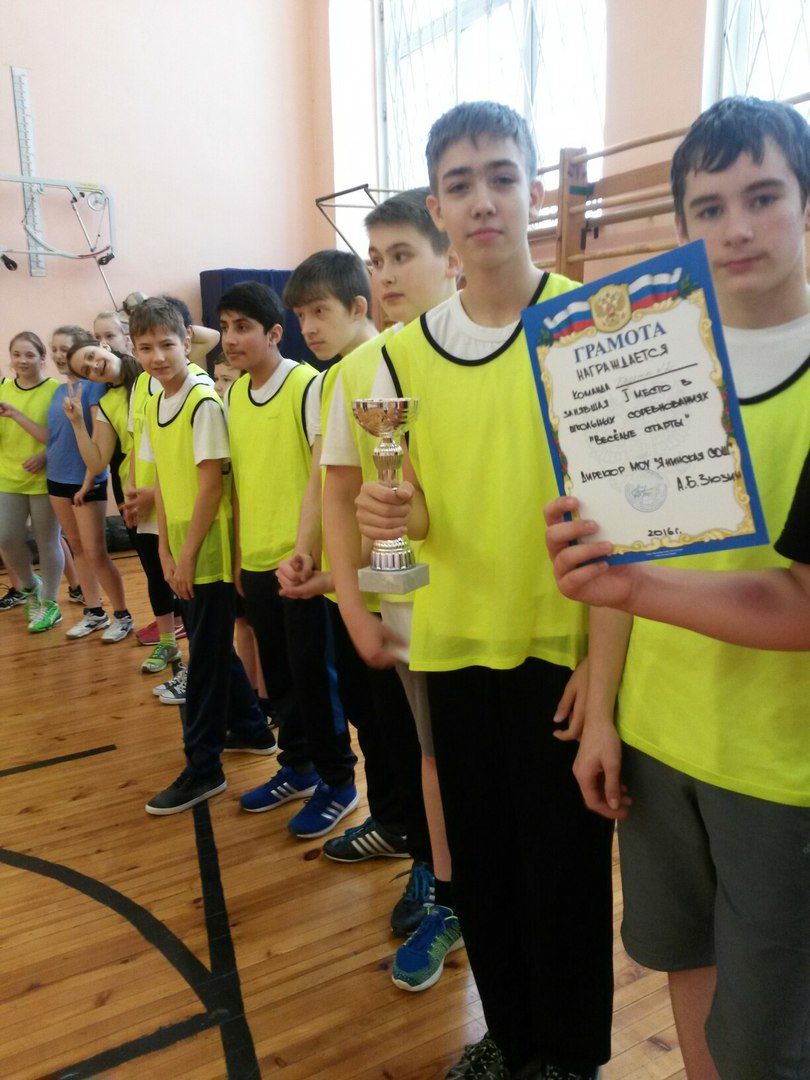 ГРАМОТА
НАГРАЖДАЕТСЯ
КОМАНДА
ЗАНЯВШАЯ I МЕСТО В
ШКОЛЬНЫХ СОРЕВНОВАНИЯХ
"ВЕСЁЛЫЕ СТАРТЫ"
ДИРЕКТОР МОУ "ЯНИНСКАЯ СОШ"
А.Б. ЗЮЗИН
2016г.